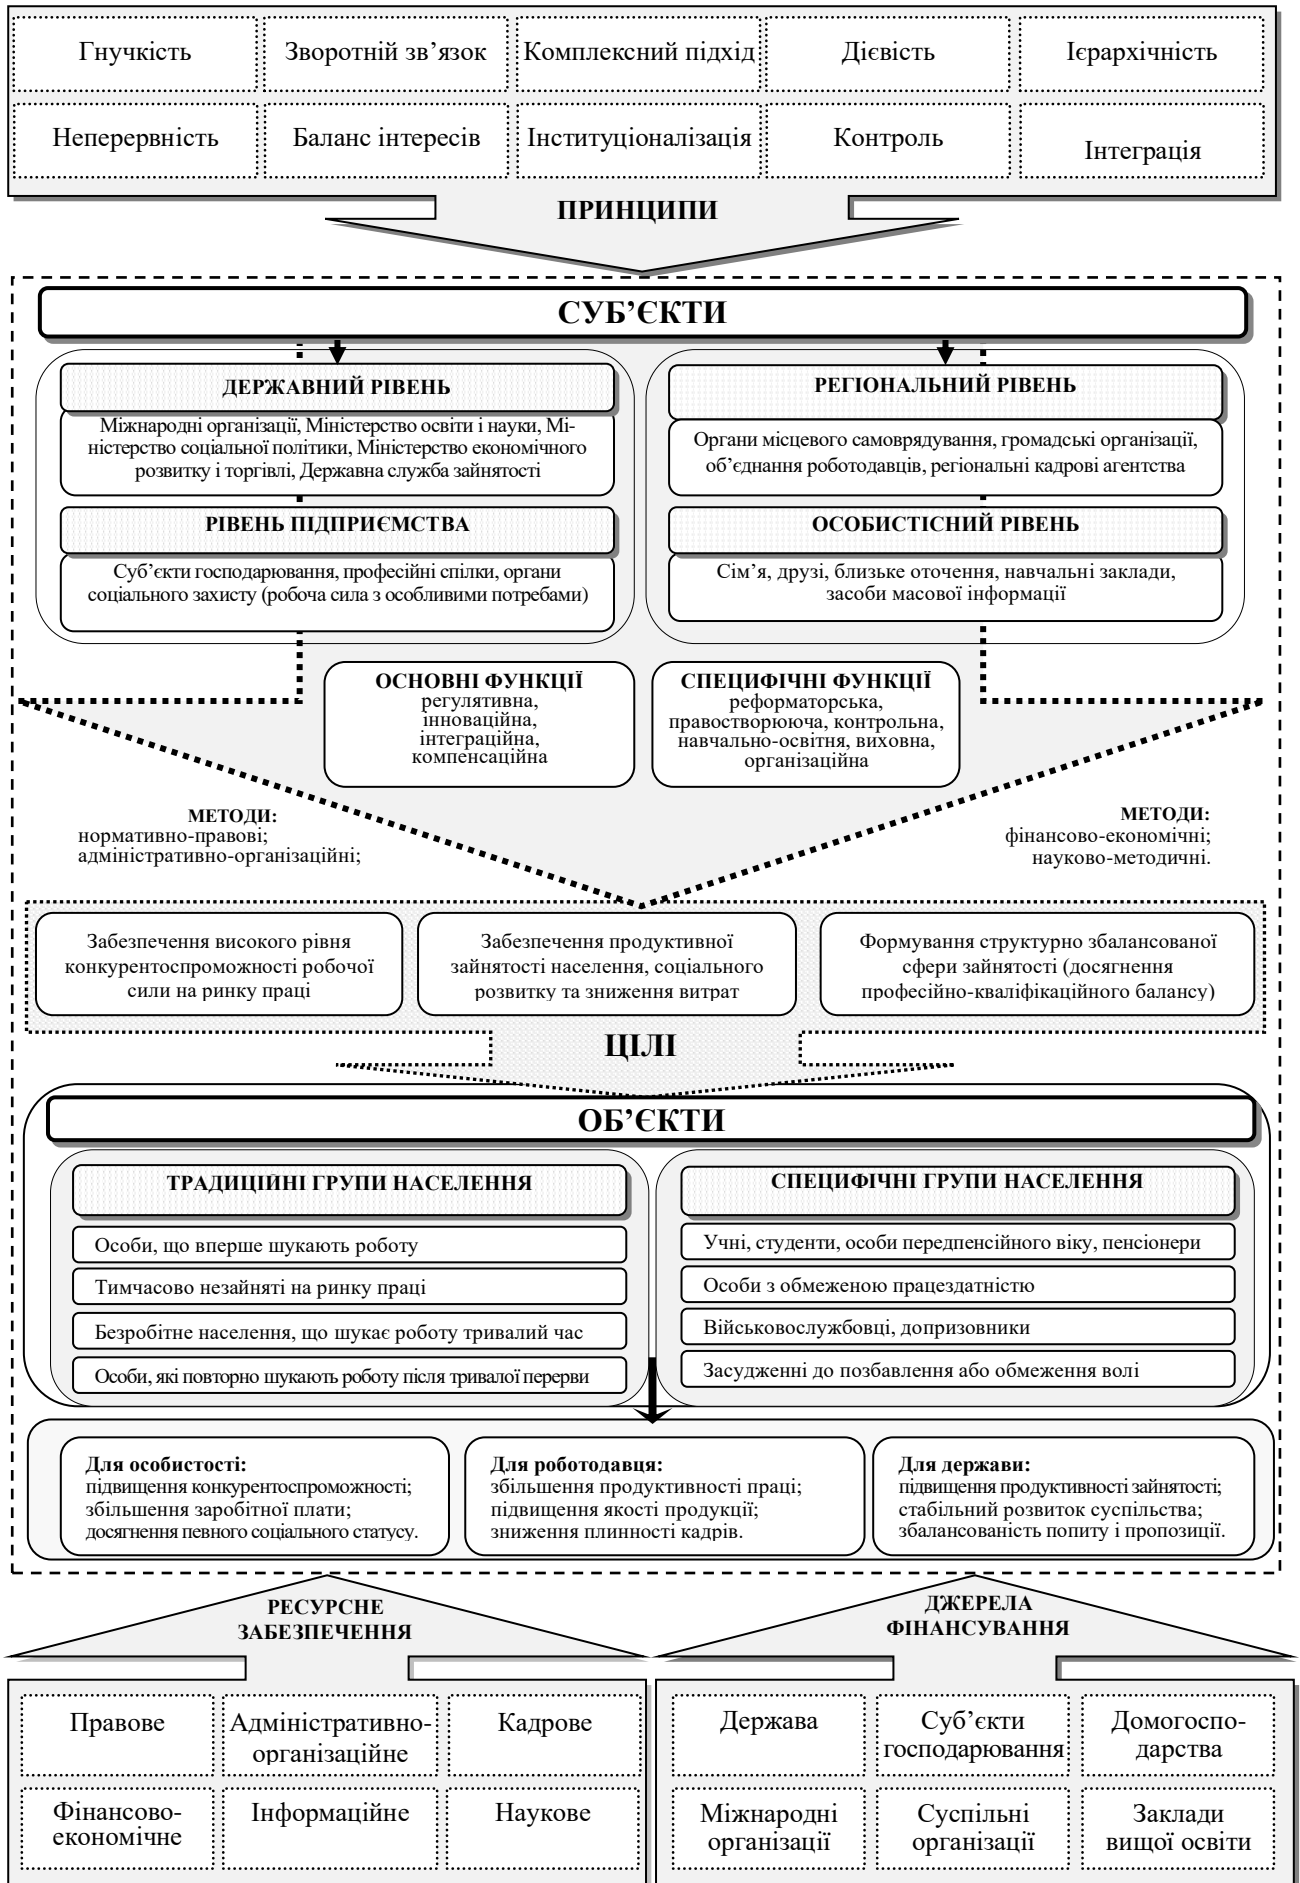 Гнучкість
Зворотній зв’язок
Комплексний підхід
Дієвість
Ієрархічність
Неперервність
Баланс інтересів
Інституціоналізація
Контроль
Інтеграція
ПРИНЦИПИ
СУБ’ЄКТИ
ДЕРЖАВНИЙ РІВЕНЬ
Міжнародні організації, Міністерство освіти і науки, Мі-
ністерство соціальної політики, Міністерство економічного
розвитку і торгівлі, Державна служба зайнятості
РЕГІОНАЛЬНИЙ РІВЕНЬ
Органи місцевого самоврядування, громадські організації,
об’єднання роботодавців, регіональні кадрові агентства
РІВЕНЬ ПІДПРИЄМСТВА
Суб’єкти господарювання, професійні спілки, органи
соціального захисту (робоча сила з особливими потребами)
ОСОБИСТІСНИЙ РІВЕНЬ
Сім’я, друзі, близьке оточення, навчальні заклади,
засоби масової інформації
ОСНОВНІ ФУНКЦІЇ
регулятивна,
інноваційна,
інтеграційна,
компенсаційна
СПЕЦИФІЧНІ ФУНКЦІЇ
реформаторська,
правостворююча, контрольна,
навчально-освітня, виховна,
організаційна
МЕТОДИ:
нормативно-правові;
адміністративно-організаційні;
МЕТОДИ:
фінансово-економічні;
науково-методичні.
Забезпечення високого рівня
конкурентоспроможності робочої
сили на ринку праці
Забезпечення продуктивної
зайнятості населення, соціального
розвитку та зниження витрат
Формування структурно збалансованої
сфери зайнятості (досягнення
професійно-кваліфікаційного балансу)
ЦІЛІ
ОБ’ЄКТИ
ТРАДИЦІЙНІ ГРУПИ НАСЕЛЕННЯ
Особи, що вперше шукають роботу
Тимчасово незайняті на ринку праці
Безробітне населення, що шукає роботу тривалий час
Особи, які повторно шукають роботу після тривалої перерви
СПЕЦИФІЧНІ ГРУПИ НАСЕЛЕННЯ
Учні, студенти, особи передпенсійного віку, пенсіонери
Особи з обмеженою працездатністю
Військовослужбовці, допризовники
Засудженні до позбавлення або обмеження волі
Для особистості:
підвищення конкурентоспроможності;
збільшення заробітної плати;
досягнення певного соціального статусу.
Для роботодавця:
збільшення продуктивності праці;
підвищення якості продукції;
зниження плинності кадрів.
Для держави:
підвищення продуктивності зайнятості;
стабільний розвиток суспільства;
збалансованість попиту і пропозиції.
РЕСУРСНЕ
ЗАБЕЗПЕЧЕННЯ
ДЖЕРЕЛА
ФІНАНСУВАННЯ
Правове
Адміністративно-
організаційне
Кадрове
Фінансово-
економічне
Інформаційне
Наукове
Держава
Суб’єкти
господарювання
Домогоспо-
дарства
Міжнародні
організації
Суспільні
організації
Заклади
вищої освіти